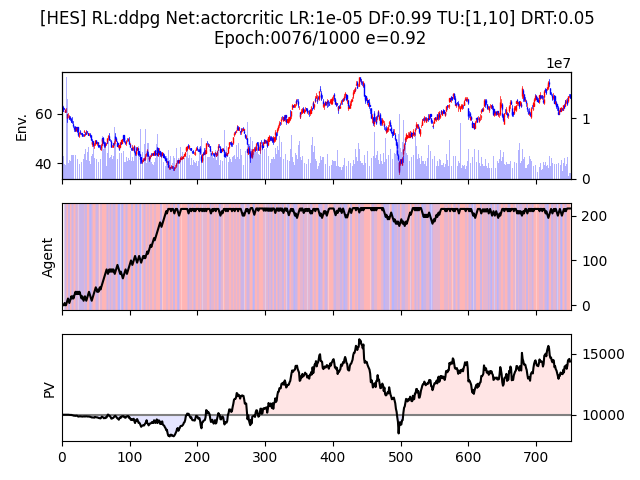 [HES] RL:ddpg Net:actorcritic LR:1e-05 DF:0.99 TU:[1,10] DRT:0.05
Epoch:0076/1000 e=0.92
1e7
60
40
Env.
1
0
Agent
200
100
0
PV
15000
10000
0 100 200 300 400 500 600 700